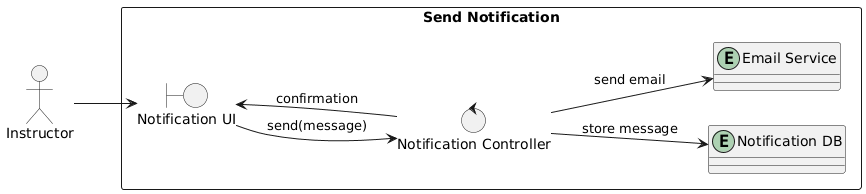 Send Notification
Instructor
Notification UI
confirmation
send(message)
Notification Controller
send email
store message
E Email Service
E Notification DB